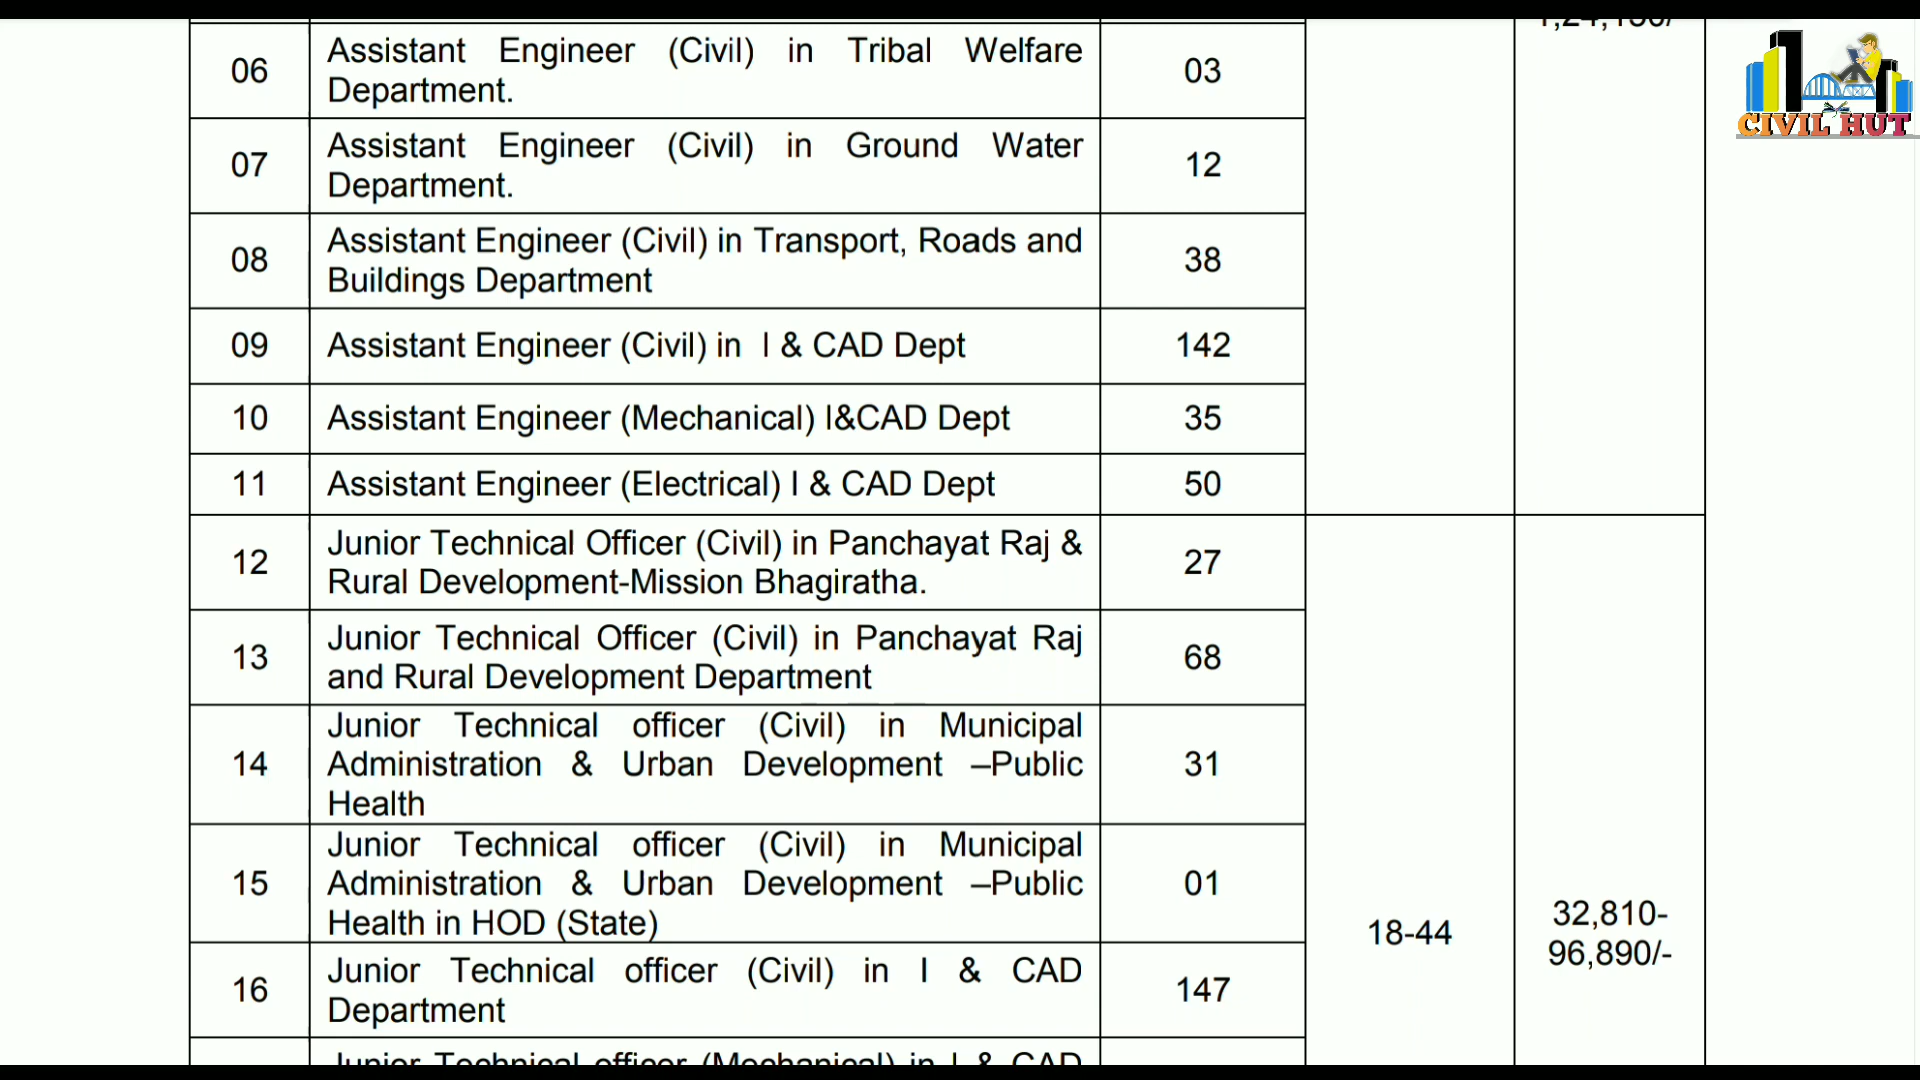 06
Assistant Engineer (Civil) in Tribal Welfare
Department.
03
07
Assistant Engineer (Civil) in Ground Water
Department.
12
08
Assistant Engineer (Civil) in Transport, Roads and
Buildings Department
38
09
Assistant Engineer (Civil) in I & CAD Dept
142
10
Assistant Engineer (Mechanical) I&CAD Dept
35
11
Assistant Engineer (Electrical) I & CAD Dept
50
12
Junior Technical Officer (Civil) in Panchayat Raj &
Rural Development-Mission Bhagiratha.
27
13
Junior Technical Officer (Civil) in Panchayat Raj
and Rural Development Department
68
14
Junior Technical officer (Civil) in Municipal
Administration & Urban Development –Public
Health
31
15
Junior Technical officer (Civil) in Municipal
Administration & Urban Development –Public
Health in HOD (State)
01
16
Junior Technical officer (Civil) in I & CAD
Department
147
18-44
32,810-
96,890/-
Junior Technical officer (Mechanical) in I & CAD
CIVIL HUT